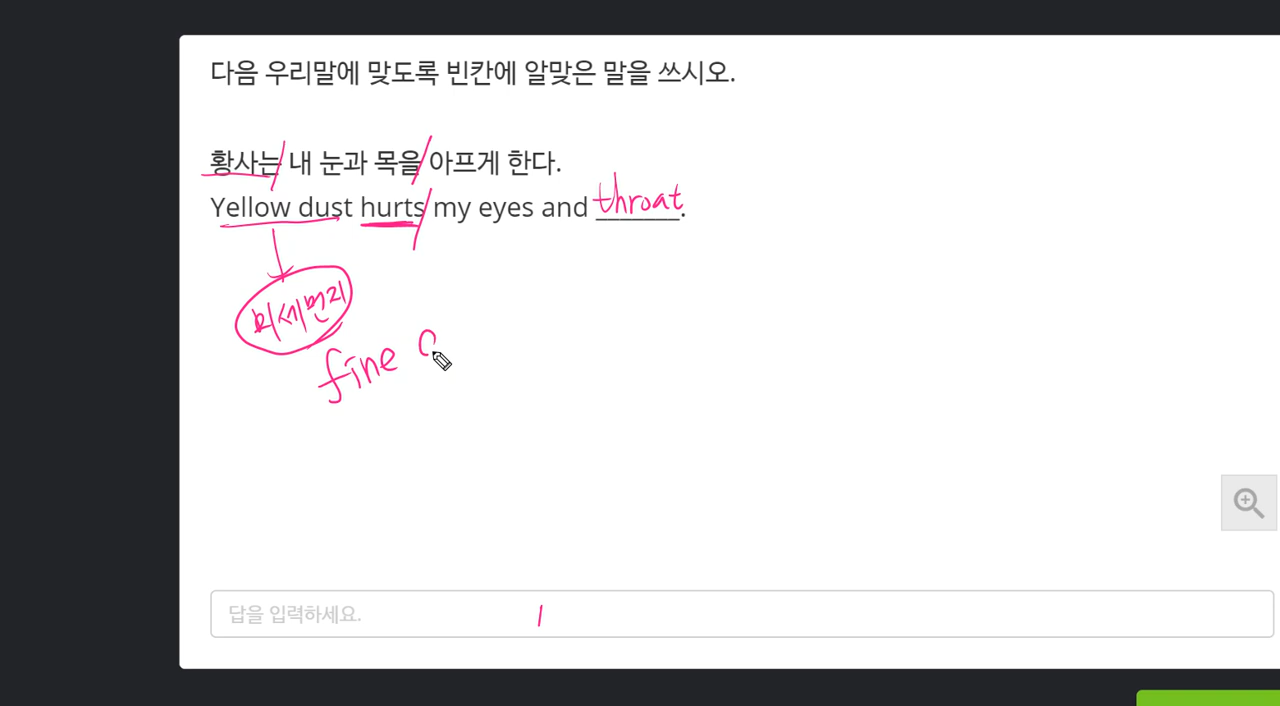 다음 우리말에 맞도록 빈칸에 알맞은 말을 쓰시오.
황사는 내 눈과 목을 아프게 한다.
Yellow dust hurts my eyes and throat.
미세먼지
fine
답을 입력하세요.